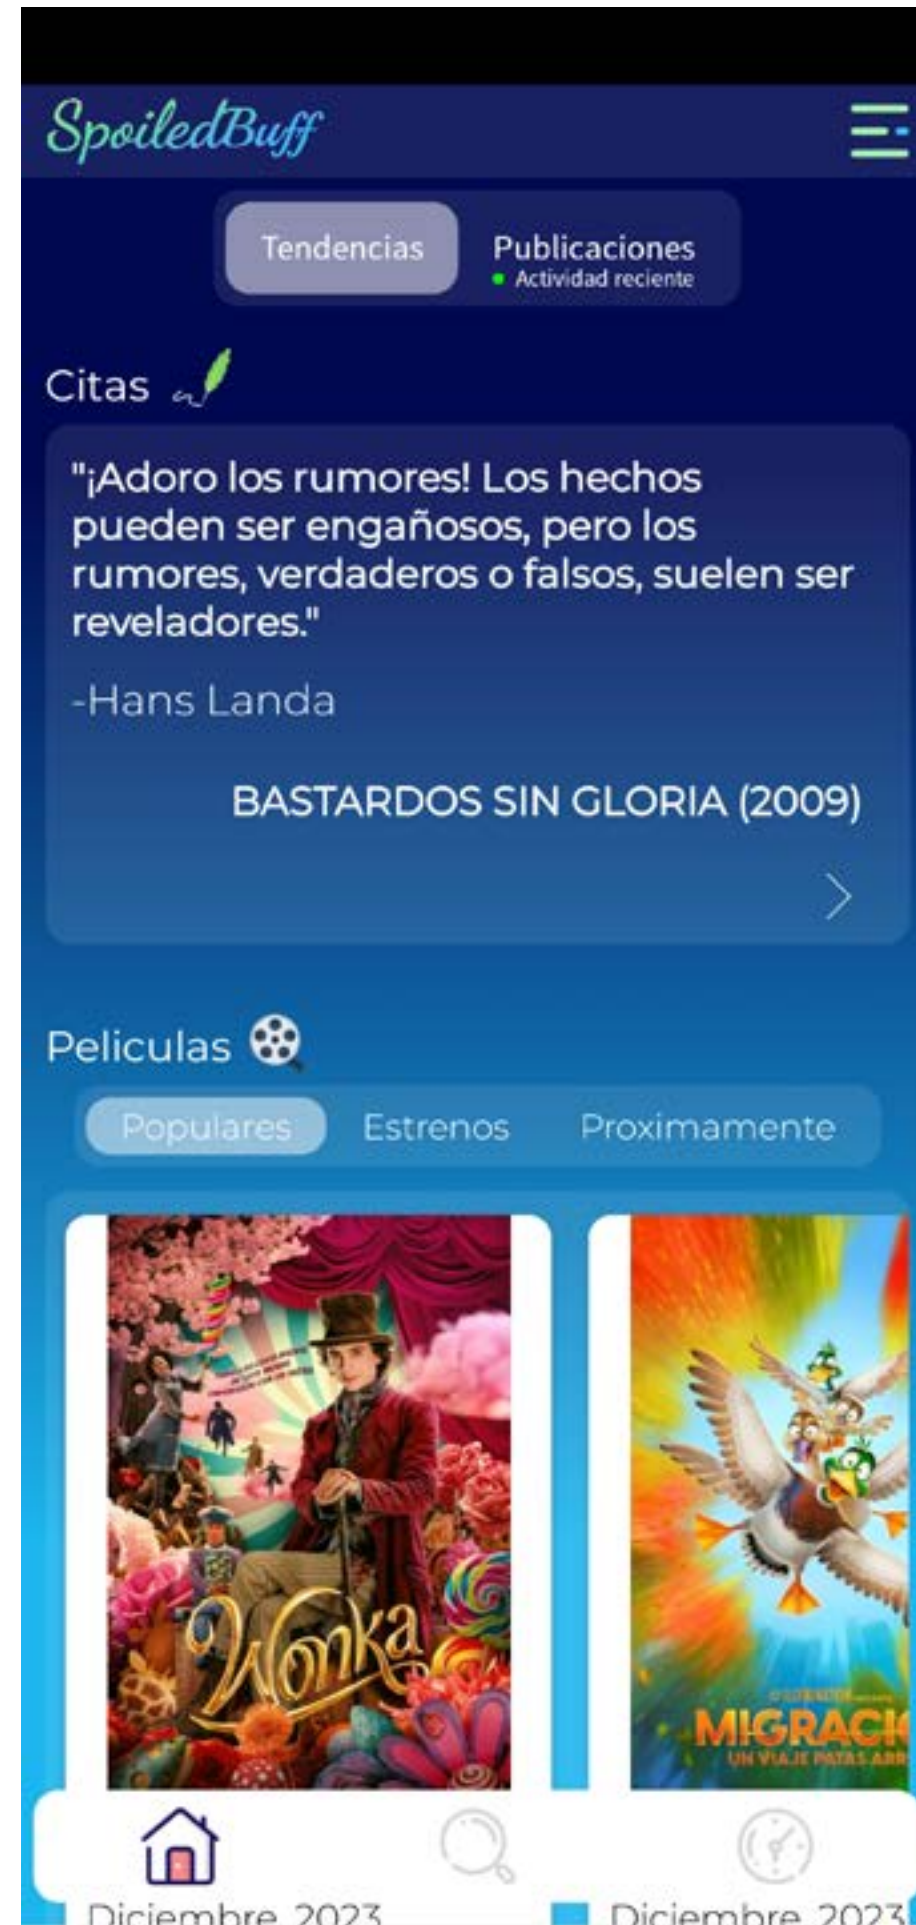 SpoiledBuff
Tendencias
Publicaciones
Actividad reciente
Citas
"¡Adoro los rumores! Los hechos
pueden ser engañosos, pero los
rumores, verdaderos o falsos, suelen ser
reveladores."
-Hans Landa
BASTARDOS SIN GLORIA (2009)
Peliculas
Populares
Estrenos
Proximamente
Wonka
MIGRACIO
UN VIAJE PATAS ARR
Diciembre, 2023
Diciembre, 2023